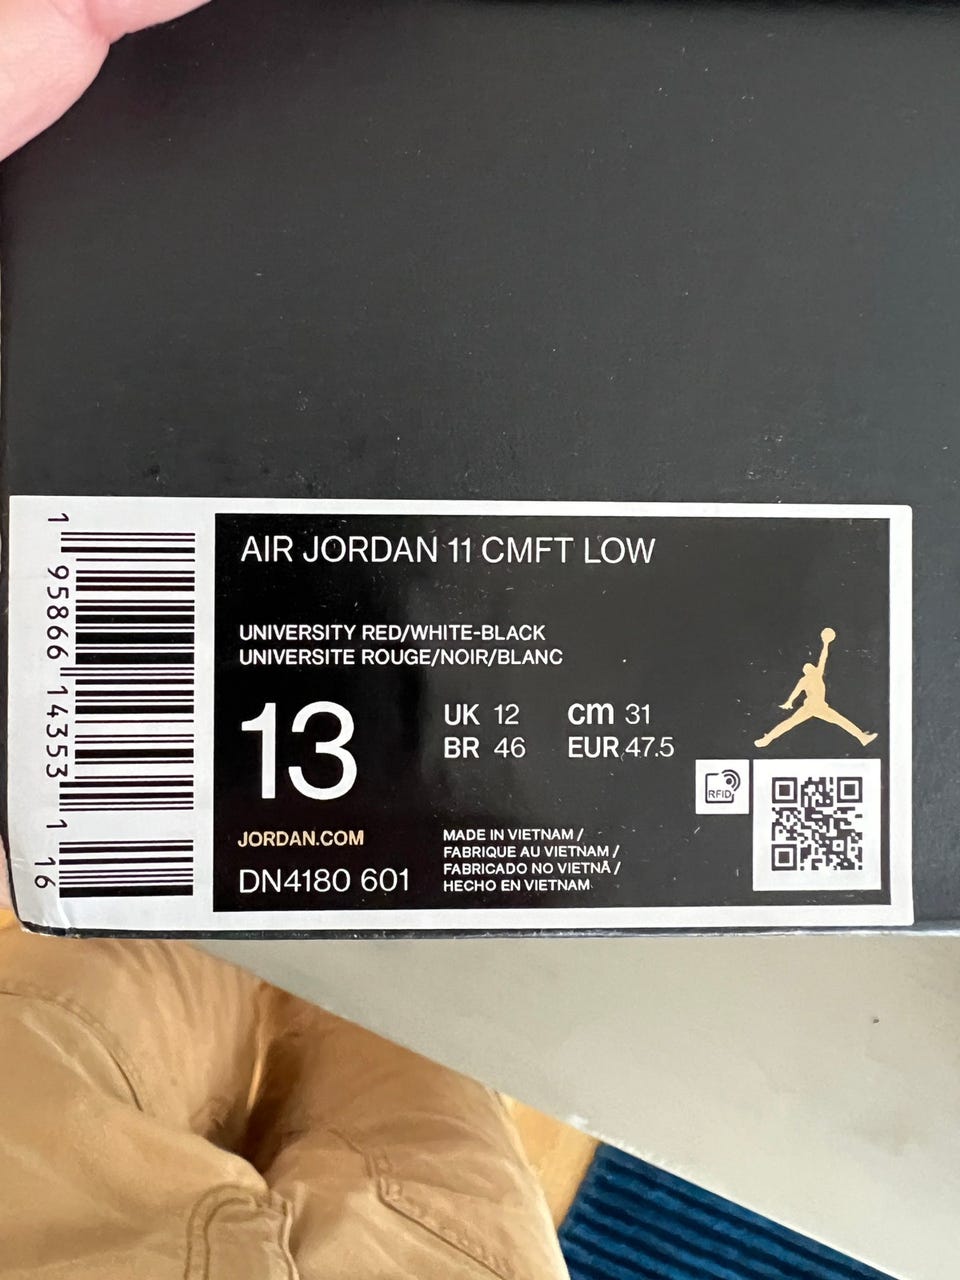 AIR JORDAN 11 CMFT LOW
UNIVERSITY RED/WHITE-BLACK
UNIVERSITE ROUGE/NOIR/BLANC
13
UK 12 cm 31
BR 46 EUR 47.5
RFID
JORDAN.COM
DN4180 601
MADE IN VIETNAM /
FABRIQUE AU VIETNAM /
FABRICADO NO VIETNÃ /
HECHO EN VIETNAM
1 95866 14353 1 16